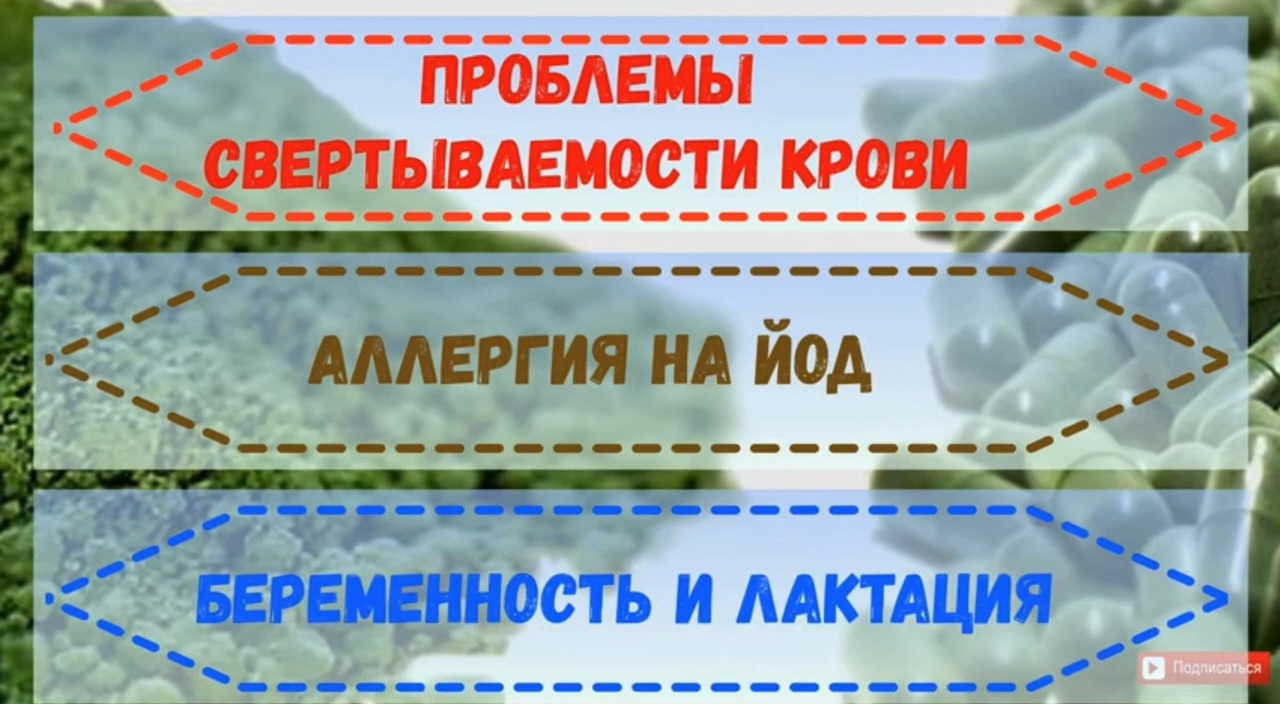 ПРОБЛЕМЫ
СВЕРТЫВАЕМОСТИ КРОВИ
АЛЛЕРГИЯ НА ЙОД
БЕРЕМЕННОСТЬ И ЛАКТАЦИЯ
Подписаться